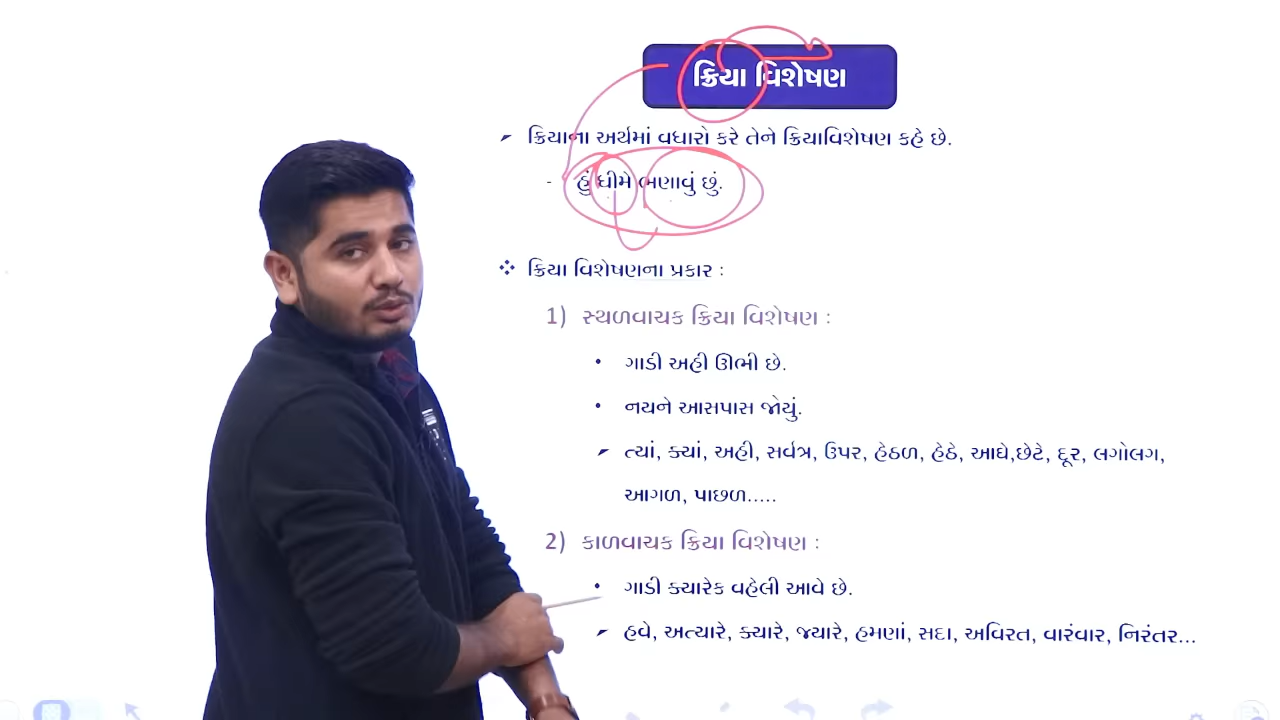 ક્રિયા વિશેષણ
➤ ક્રિયાના અર્થમાં વધારો કરે તેને ક્રિયાવિશેષણ કહે છે.
- હું ધીમે ભણાવું છું.
❖ ક્રિયા વિશેષણના પ્રકાર :
1) સ્થળવાચક ક્રિયા વિશેષણ :
• ગાડી અહી ઊભી છે.
• નયને આસપાસ જોયું.
➤ ત્યાં, ક્યાં, અહી, સર્વત્ર, ઉપર, હેઠળ, હેઠે, આઘે,છેટે, દૂર, લગોલગ,
આગળ, પાછળ.....
2) કાળવાચક ક્રિયા વિશેષણ :
• ગાડી ક્યારેક વહેલી આવે છે.
➤ હવે, અત્યારે, ક્યારે, જ્યારે, હમણાં, સદા, અવિરત, વારંવાર, નિરંતર...